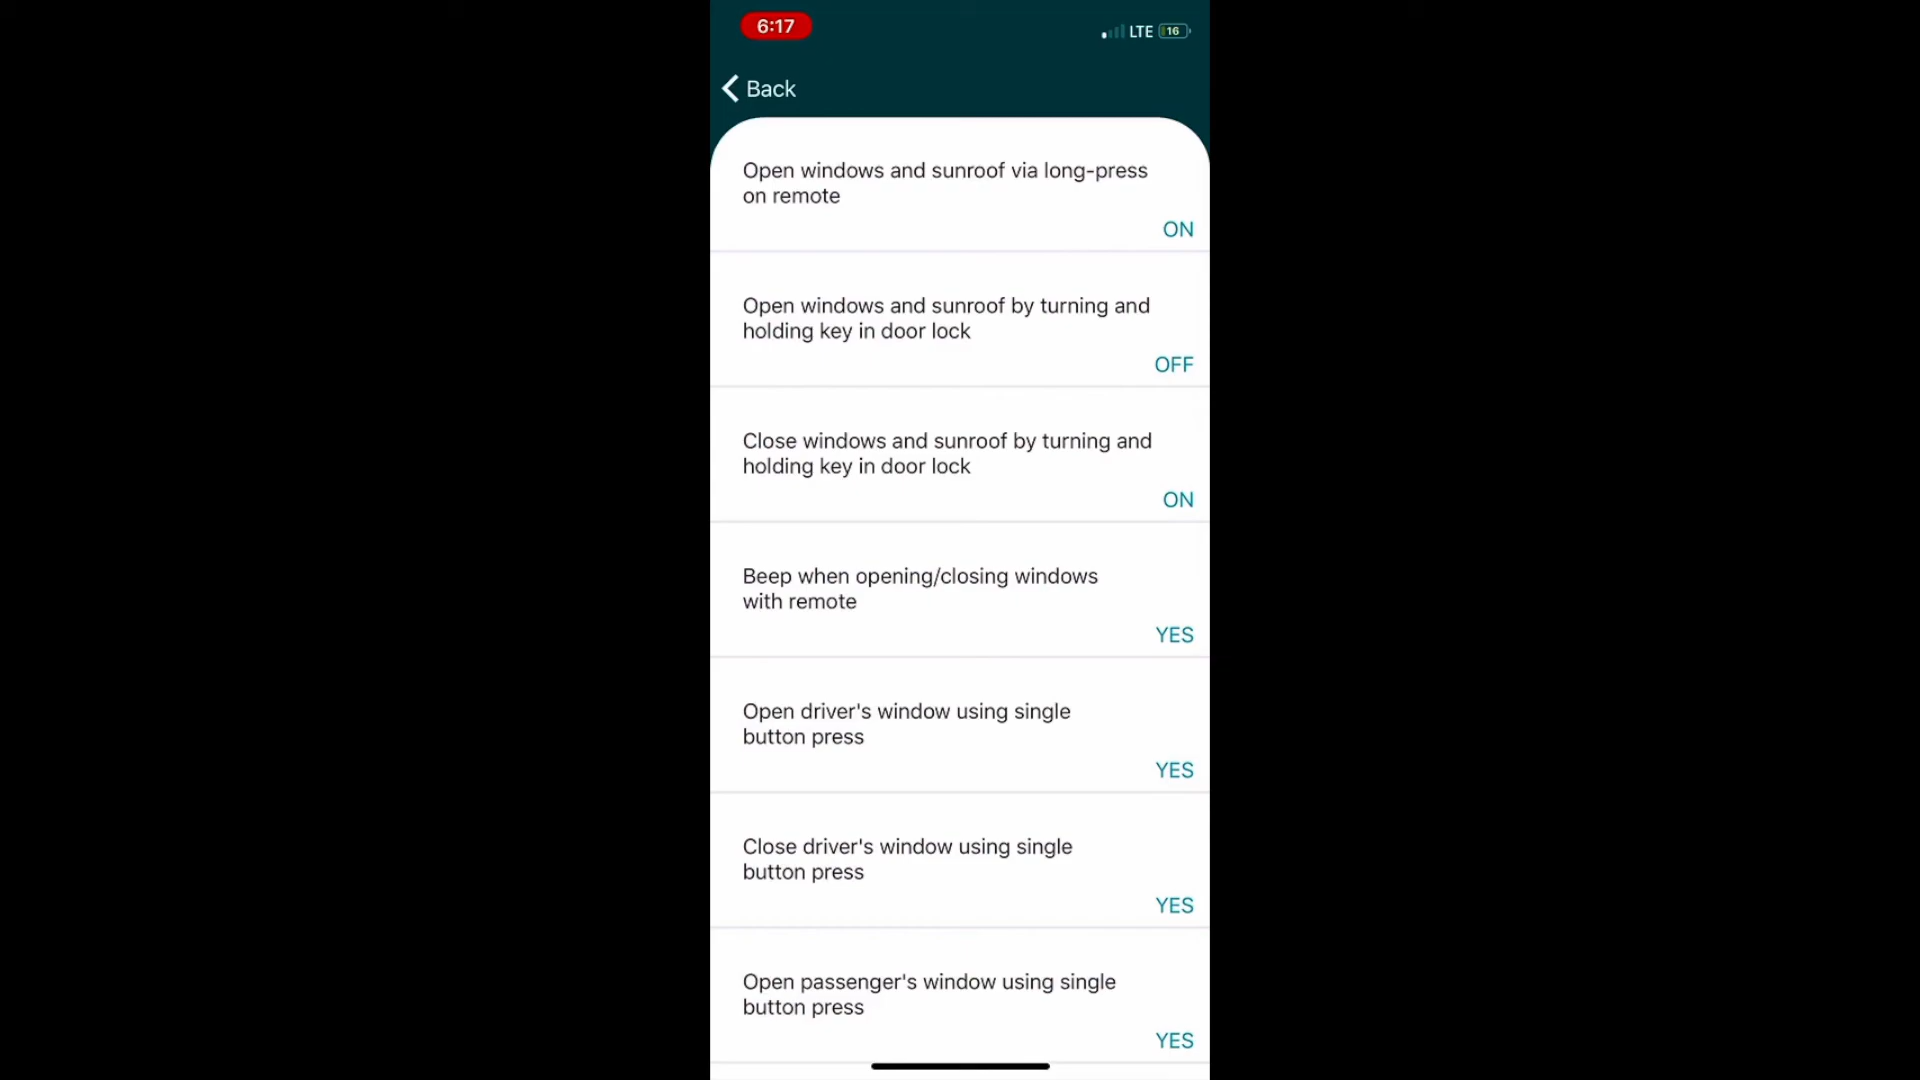 6:17
LTE 16
Back
Open windows and sunroof via long-press
on remote
ON
Open windows and sunroof by turning and
holding key in door lock
OFF
Close windows and sunroof by turning and
holding key in door lock
ON
Beep when opening/closing windows
with remote
YES
Open driver's window using single
button press
YES
Close driver's window using single
button press
YES
Open passenger's window using single
button press
YES